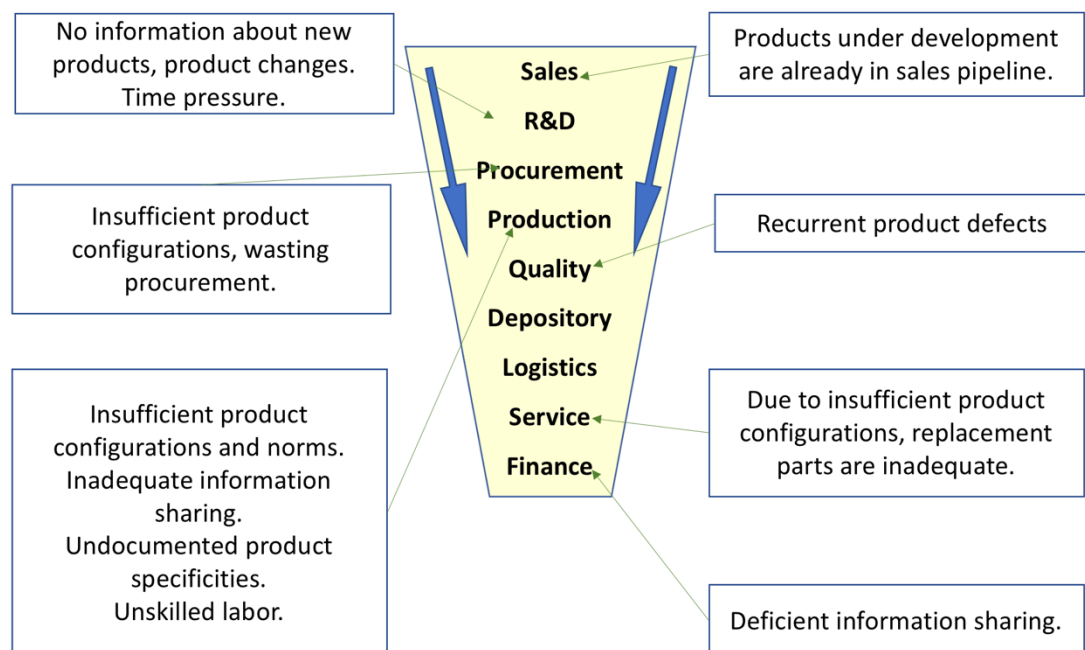 No information about new
products, product changes.
Time pressure.
Products under development
are already in sales pipeline.
Sales
R&D
Procurement
Production
Quality
Depository
Logistics
Service
Finance
Insufficient product
configurations, wasting
procurement.
Recurrent product defects
Insufficient product
configurations and norms.
Inadequate information
sharing.
Undocumented product
specificities.
Unskilled labor.
Due to insufficient product
configurations, replacement
parts are inadequate.
Deficient information sharing.